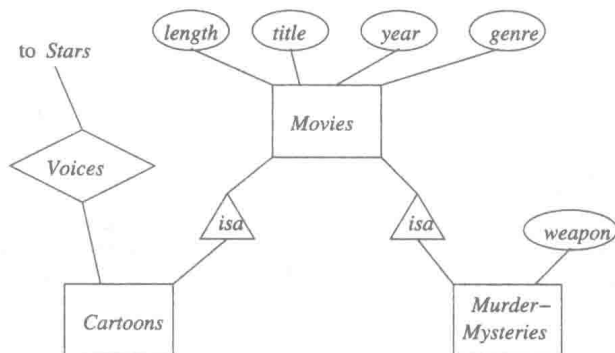 length title year genre
to Stars
Movies
Voices
isa isa
weapon
Cartoons
Murder–
Mysteries